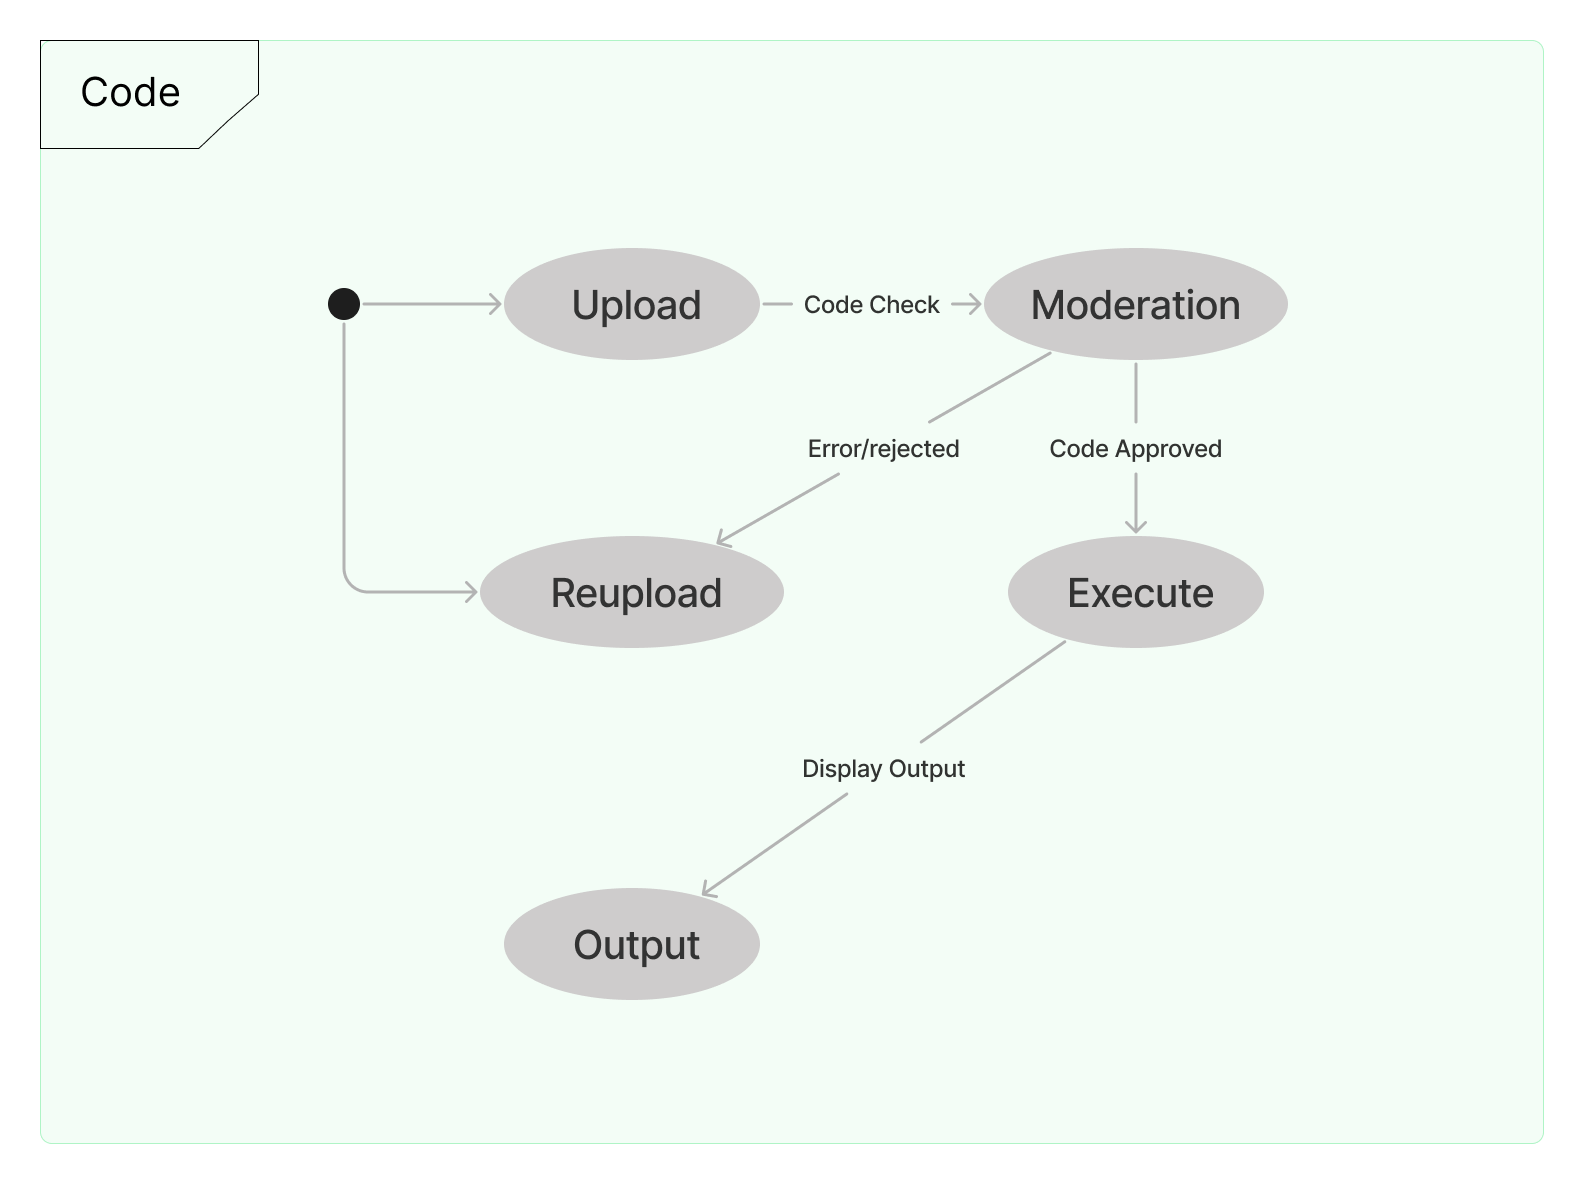 Code
Upload
Code Check
Moderation
Error/rejected
Code Approved
Reupload
Execute
Display Output
Output